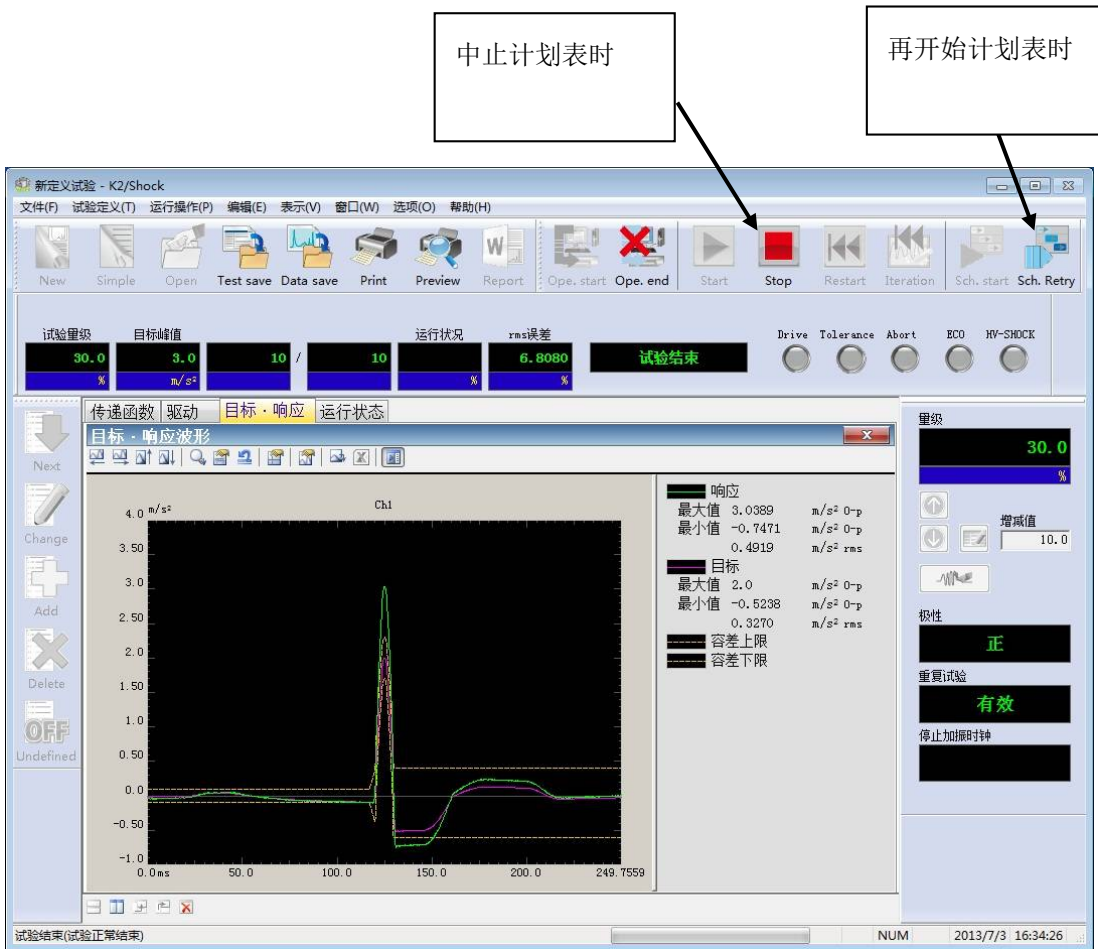 中止计划表时
再开始计划表时
新定义试验 - K2/Shock
文件(F) 试验定义(T) 运行操作(P) 编辑(E) 表示(V) 窗口(W) 选项(O) 帮助(H)
New Simple Open Test save Data save Print Preview Report Ope. start Ope. end Start Stop Restart Iteration Sch. start Sch. Retry
试验量级 目标峰值 运行状况 rms误差 Drive Tolerance Abort ECO HV-SHOCK
30.0 3.0 10 / 10 6.8080 试验结束
% m/s² % %
传递函数 驱动 目标・响应 运行状态
目标・响应波形
Next
Change
Add
Delete
OFF
Undefined
Ch1
4.0 m/s²
3.50
3.0
2.50
2.0
1.50
1.0
0.50
0.0
-0.50
-1.0
0.0ms 50.0 100.0 150.0 200.0 249.7559
响应
最大值 3.0389 m/s² 0-p
最小值 -0.7471 m/s² 0-p
0.4919 m/s² rms
目标
最大值 2.0 m/s² 0-p
最小值 -0.5238 m/s² 0-p
0.3270 m/s² rms
容差上限
容差下限
量级
30.0
%
增减值
10.0
极性
正
重复试验
有效
停止加振时钟
试验结束(试验正常结束) NUM 2013/7/3 16:34:26